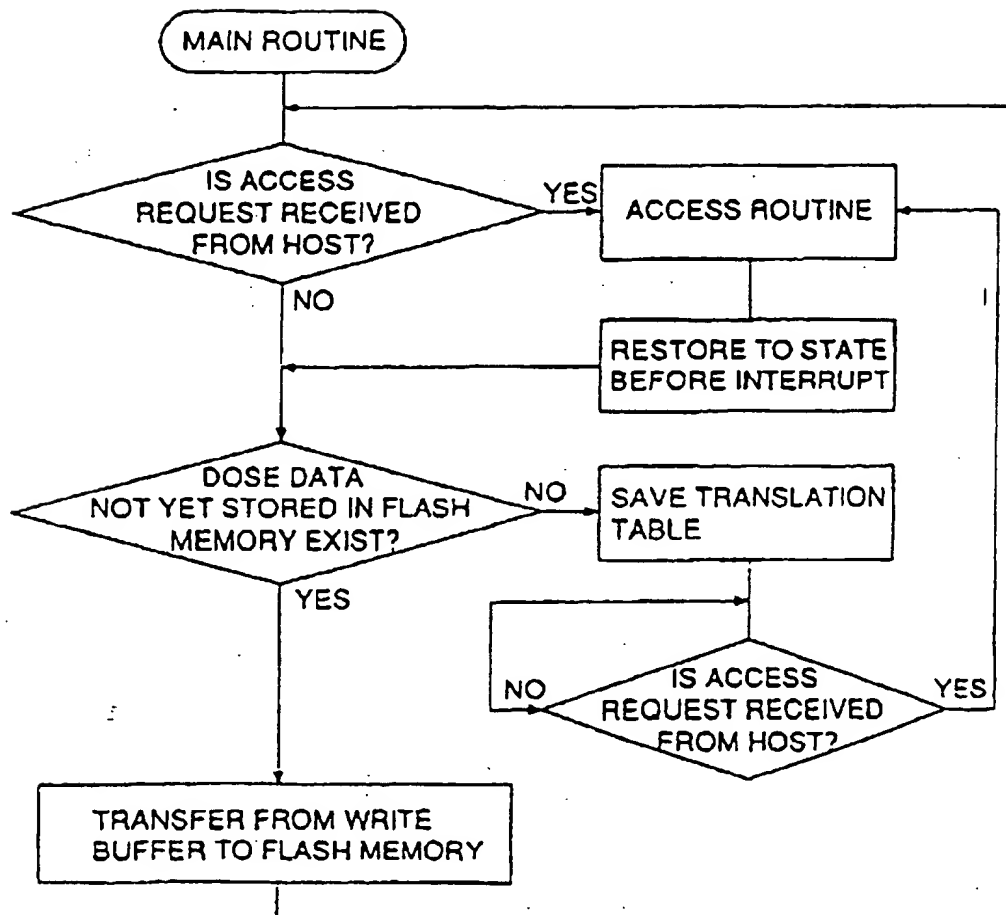 MAIN ROUTINE
IS ACCESS
REQUEST RECEIVED
FROM HOST?
YES
ACCESS ROUTINE
NO
RESTORE TO STATE
BEFORE INTERRUPT
DOSE DATA
NOT YET STORED IN FLASH
MEMORY EXIST?
NO
SAVE TRANSLATION
TABLE
YES
IS ACCESS
REQUEST RECEIVED
FROM HOST?
NO
YES
TRANSFER FROM WRITE
BUFFER TO FLASH MEMORY